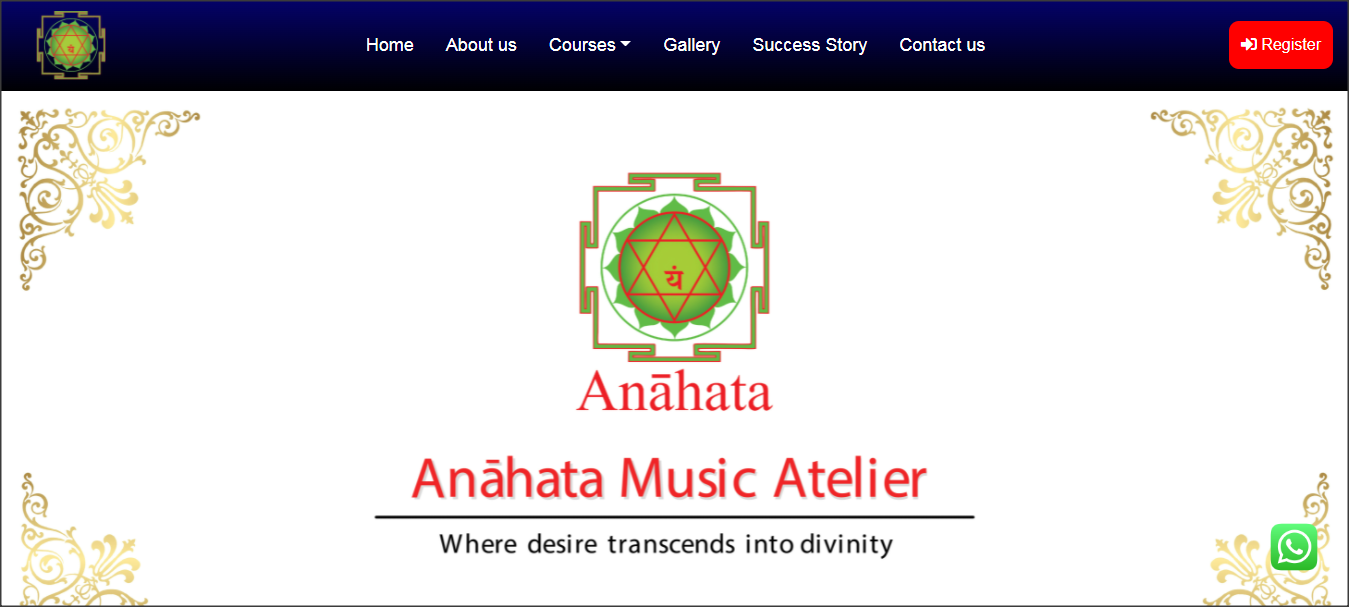 Home About us Courses Gallery Success Story Contact us Register
यं
Anāhata
Anāhata Music Atelier
Where desire transcends into divinity